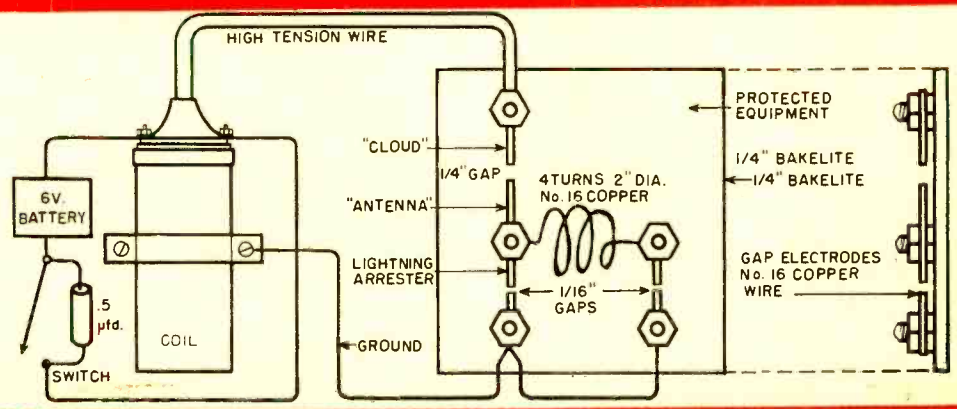 HIGH TENSION WIRE
"CLOUD"
1/4" GAP
"ANTENNA"
LIGHTNING
ARRESTER
4 TURNS 2" DIA.
No. 16 COPPER
1/16"
GAPS
GROUND
PROTECTED
EQUIPMENT
1/4" BAKELITE
1/4" BAKELITE
GAP ELECTRODES
No. 16 COPPER
WIRE
6V.
BATTERY
.5
µfd.
SWITCH
COIL